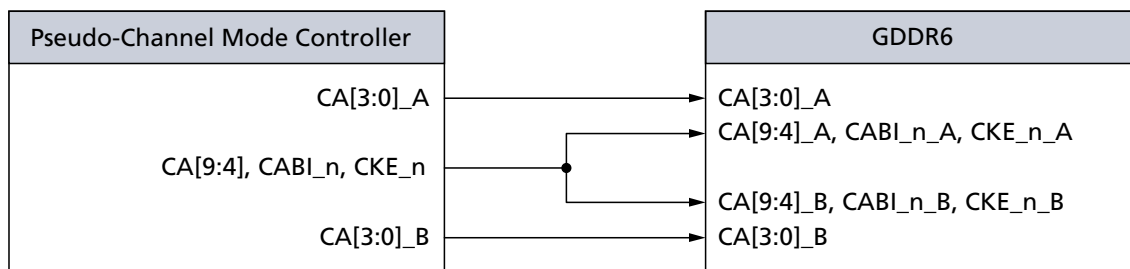 Pseudo-Channel Mode Controller
GDDR6
CA[3:0]_A
CA[3:0]_A
CA[9:4]_A, CABI_n_A, CKE_n_A
CA[9:4], CABI_n, CKE_n
CA[9:4]_B, CABI_n_B, CKE_n_B
CA[3:0]_B
CA[3:0]_B